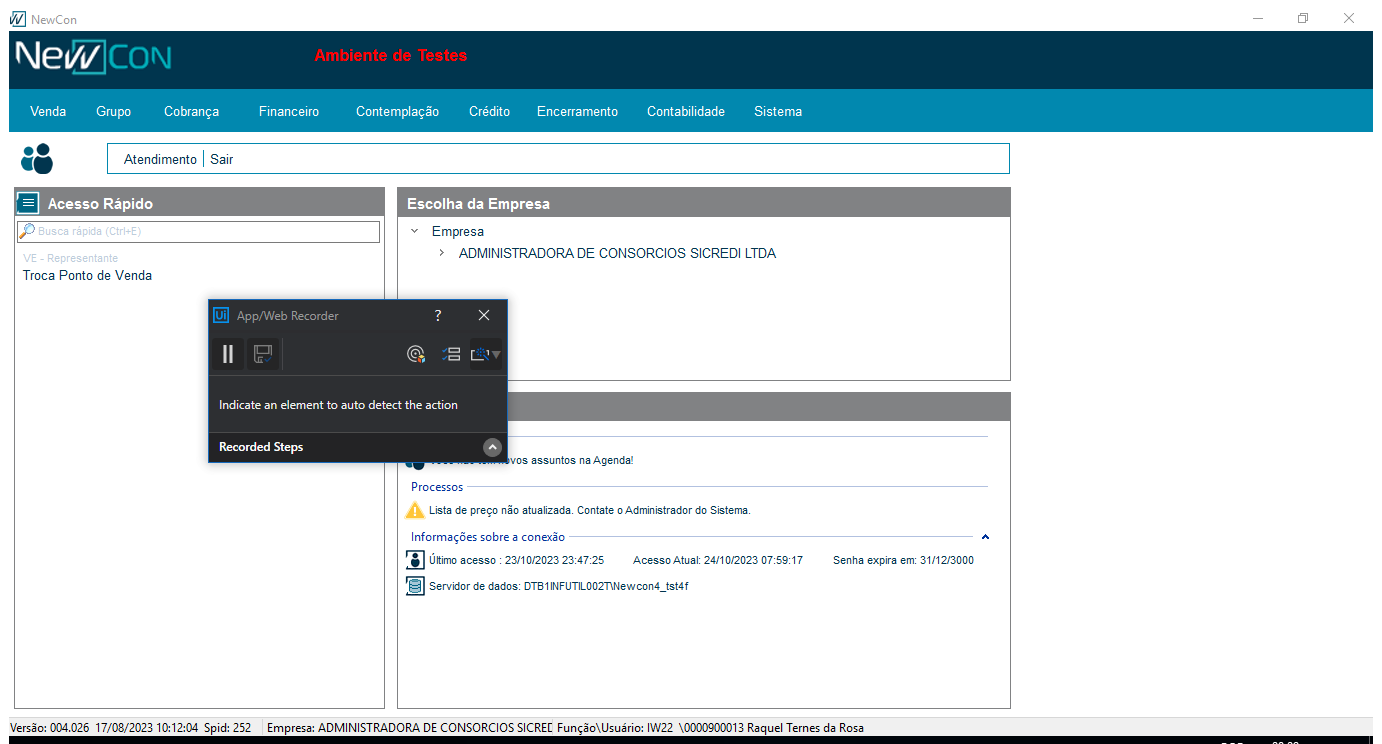 NewCon
NewCON
Ambiente de Testes
Venda Grupo Cobrança Financeiro Contemplação Crédito Encerramento Contabilidade Sistema
Atendimento | Sair
Acesso Rápido
Busca rápida (Ctrl+E)
VE - Representante
Troca Ponto de Venda
Escolha da Empresa
Empresa
ADMINISTRADORA DE CONSORCIOS SICREDI LTDA
Ui App/Web Recorder ?
Indicate an element to auto detect the action
Recorded Steps
novos assuntos na Agenda!
Processos
Lista de preço não atualizada. Contate o Administrador do Sistema.
Informações sobre a conexão
Último acesso : 23/10/2023 23:47:25 Acesso Atual: 24/10/2023 07:59:17 Senha expira em: 31/12/3000
Servidor de dados: DTB1INFUTIL002T\Newcon4_tst4f
Versão: 004.026 17/08/2023 10:12:04 Spid: 252 Empresa: ADMINISTRADORA DE CONSORCIOS SICREE Função\Usuário: IW22 \0000900013 Raquel Ternes da Rosa